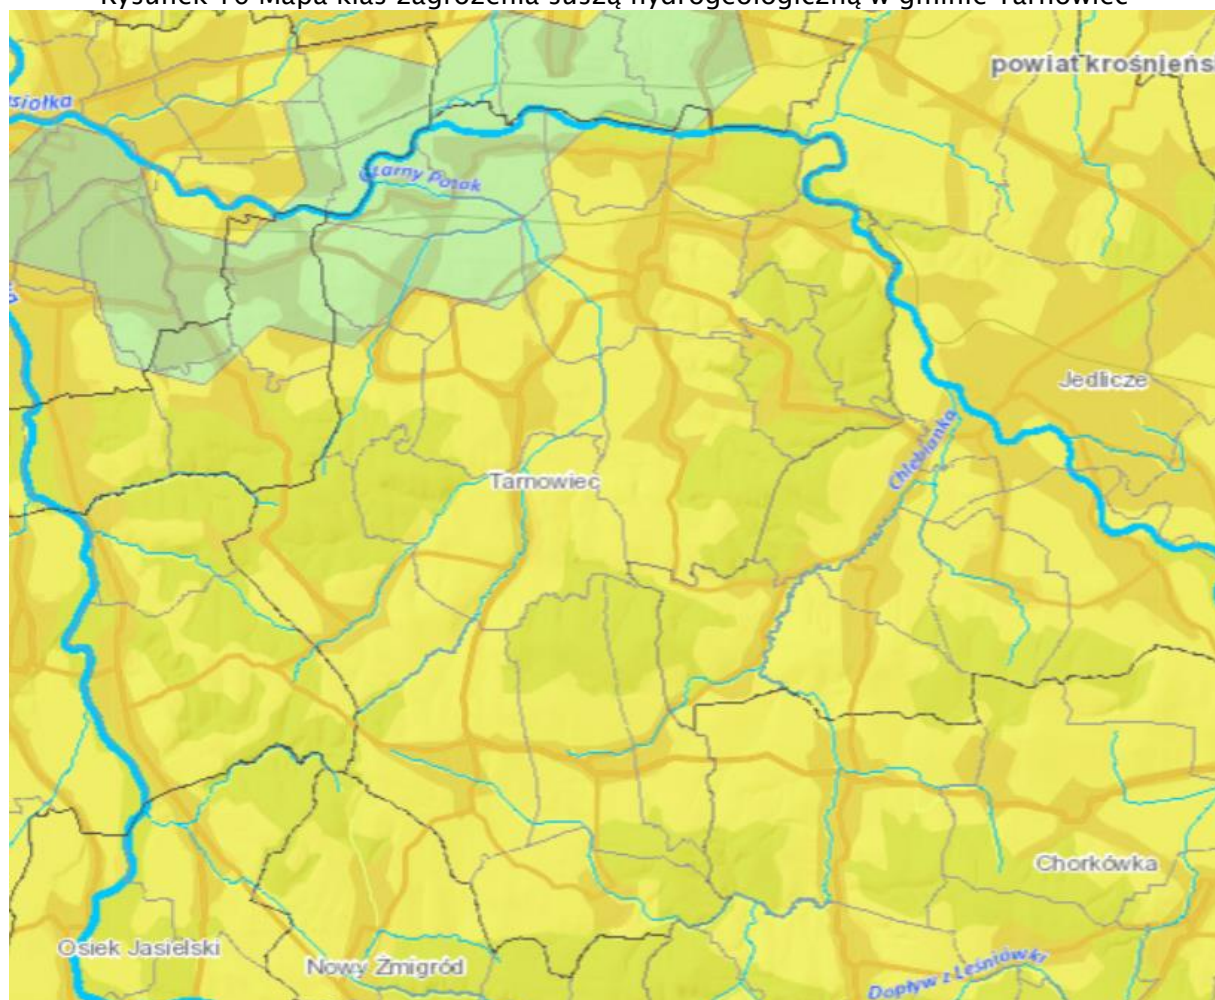 Rysunek 16 Mapa klas zagrożenia suszą hydrogeologiczną w gminie Tarnowiec
powiat krośnieńs
siołka
Czarny Potok
Jedlicze
Chlebianka
Tarnowiec
Chorkówka
Osiek Jasielski
Nowy Żmigród
Dopływ z Leśniówki